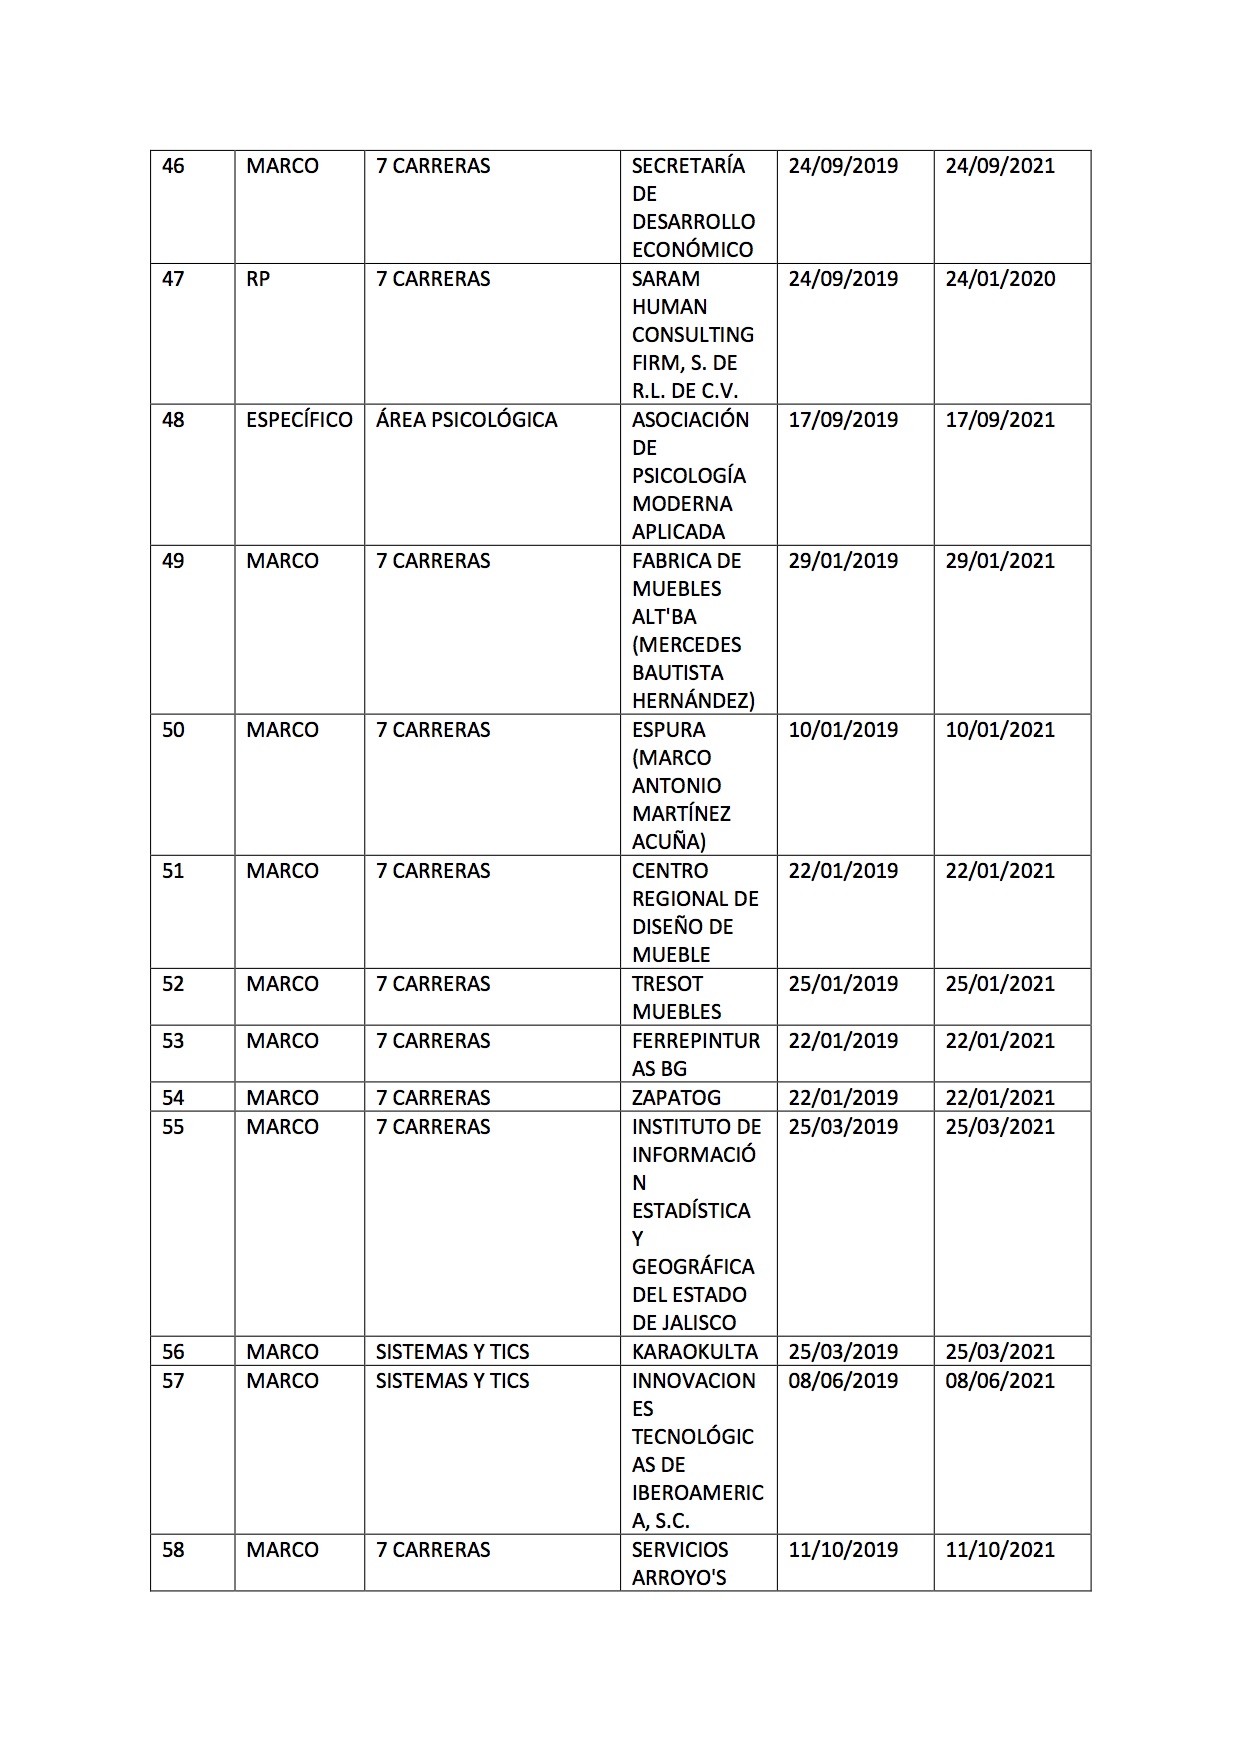 46 MARCO 7 CARRERAS SECRETARÍA 24/09/2019 24/09/2021
DE
DESARROLLO
ECONÓMICO
47 RP 7 CARRERAS SARAM 24/09/2019 24/01/2020
HUMAN
CONSULTING
FIRM, S. DE
R.L. DE C.V.
48 ESPECÍFICO ÁREA PSICOLÓGICA ASOCIACIÓN 17/09/2019 17/09/2021
DE
PSICOLOGÍA
MODERNA
APLICADA
49 MARCO 7 CARRERAS FABRICA DE 29/01/2019 29/01/2021
MUEBLES
ALT'BA
(MERCEDES
BAUTISTA
HERNÁNDEZ)
50 MARCO 7 CARRERAS ESPURA 10/01/2019 10/01/2021
(MARCO
ANTONIO
MARTÍNEZ
ACUÑA)
51 MARCO 7 CARRERAS CENTRO 22/01/2019 22/01/2021
REGIONAL DE
DISEÑO DE
MUEBLE
52 MARCO 7 CARRERAS TRESOT 25/01/2019 25/01/2021
MUEBLES
53 MARCO 7 CARRERAS FERREPINTUR 22/01/2019 22/01/2021
AS BG
54 MARCO 7 CARRERAS ZAPATOG 22/01/2019 22/01/2021
55 MARCO 7 CARRERAS INSTITUTO DE 25/03/2019 25/03/2021
INFORMACIÓ
N
ESTADÍSTICA
Y
GEOGRÁFICA
DEL ESTADO
DE JALISCO
56 MARCO SISTEMAS Y TICS KARAOKULTA 25/03/2019 25/03/2021
57 MARCO SISTEMAS Y TICS INNOVACION 08/06/2019 08/06/2021
ES
TECNOLÓGIC
AS DE
IBEROAMERIC
A, S.C.
58 MARCO 7 CARRERAS SERVICIOS 11/10/2019 11/10/2021
ARROYO'S